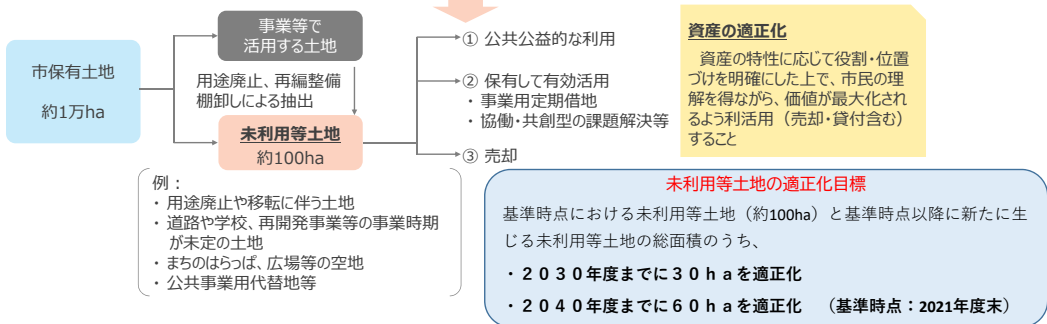 市保有土地
約1万ha
事業等で
活用する土地
用途廃止、再編整備
棚卸しによる抽出
未利用等土地
約100ha
① 公共公益的な利用
② 保有して有効活用
・事業用定期借地
・協働・共創型の課題解決等
③ 売却
資産の適正化
資産の特性に応じて役割・位置
づけを明確にした上で、市民の理
解を得ながら、価値が最大化され
るよう利活用（売却・貸付含む）
すること
例：
・用途廃止や移転に伴う土地
・道路や学校、再開発事業等の事業時期
が未定の土地
・まちのはらっぱ、広場等の空地
・公共事業用代替地等
未利用等土地の適正化目標
基準時点における未利用等土地（約100ha）と基準時点以降に新たに生
じる未利用等土地の総面積のうち、
・２０３０年度までに３０ｈａを適正化
・２０４０年度までに６０ｈａを適正化　（基準時点：2021年度末）